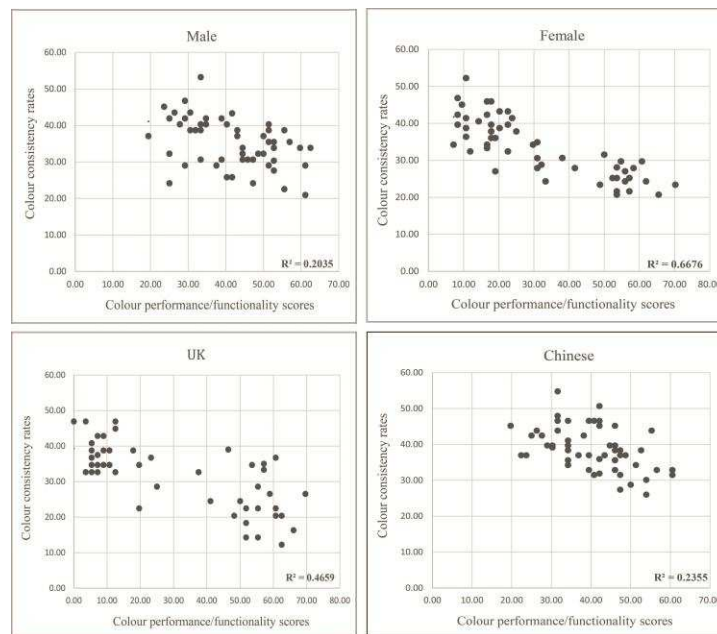 Male
Colour consistency rates
60.00
50.00
40.00
30.00
20.00
10.00
0.00
0.00 10.00 20.00 30.00 40.00 50.00 60.00 70.00
R² = 0.2035
Colour performance/functionality scores
Female
Colour consistency rates
60.00
50.00
40.00
30.00
20.00
10.00
0.00
0.00 10.00 20.00 30.00 40.00 50.00 60.00 70.00 80.00
R² = 0.6676
Colour performance/functionality scores
UK
Colour consistency rates
60.00
50.00
40.00
30.00
20.00
10.00
0.00
0.00 10.00 20.00 30.00 40.00 50.00 60.00 70.00 80.00
R² = 0.4659
Colour performance/functionality scores
Chinese
Colour consistency rates
60.00
50.00
40.00
30.00
20.00
10.00
0.00
0.00 10.00 20.00 30.00 40.00 50.00 60.00 70.00
R² = 0.2355
Colour performance/functionality scores